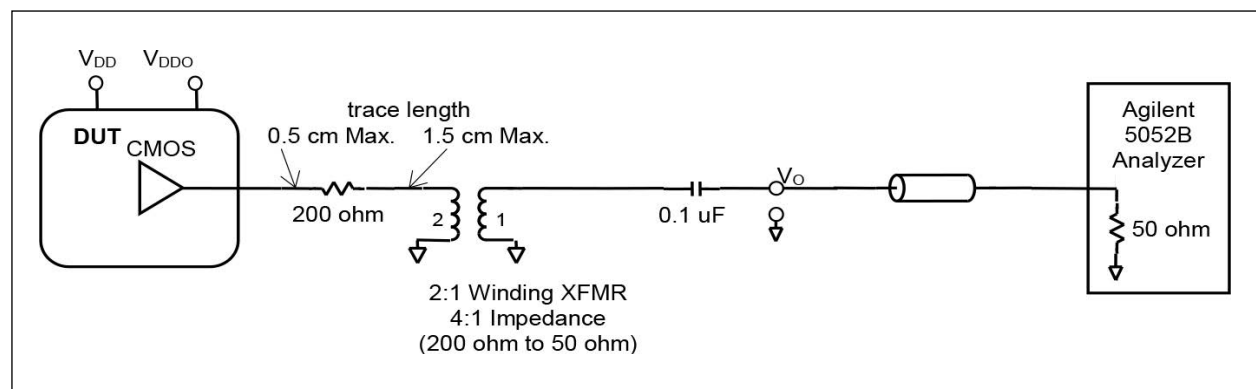 VDD
VDDO
DUT
CMOS
trace length
0.5 cm Max.
1.5 cm Max.
200 ohm
2
1
2:1 Winding XFMR
4:1 Impedance
(200 ohm to 50 ohm)
0.1 uF
VO
Agilent
5052B
Analyzer
50 ohm